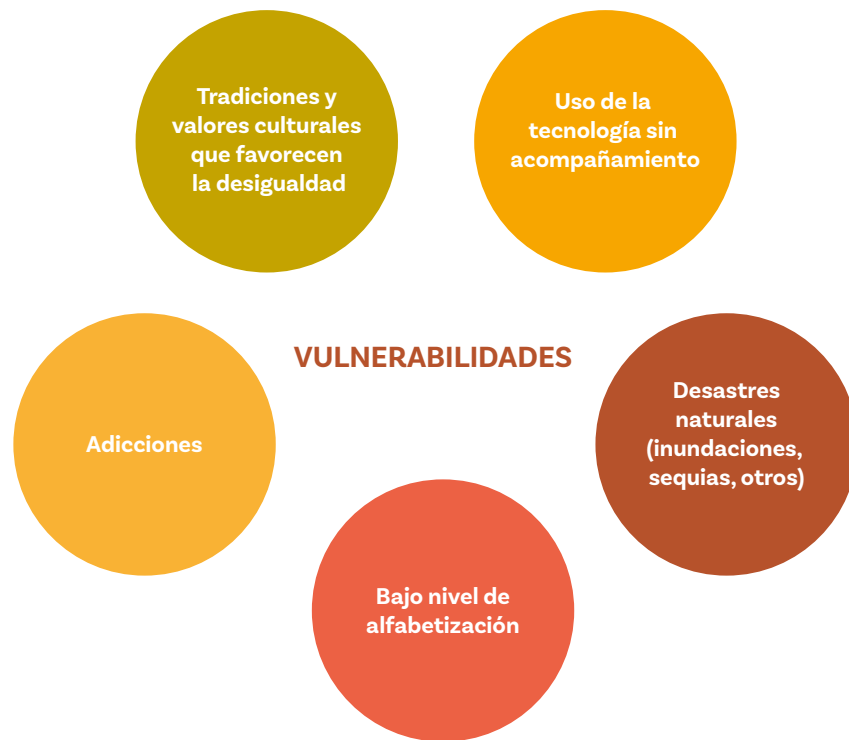 Tradiciones y
valores culturales
que favorecen
la desigualdad
Uso de la
tecnología sin
acompañamiento
VULNERABILIDADES
Adicciones
Desastres
naturales
(inundaciones,
sequias, otros)
Bajo nivel de
alfabetización